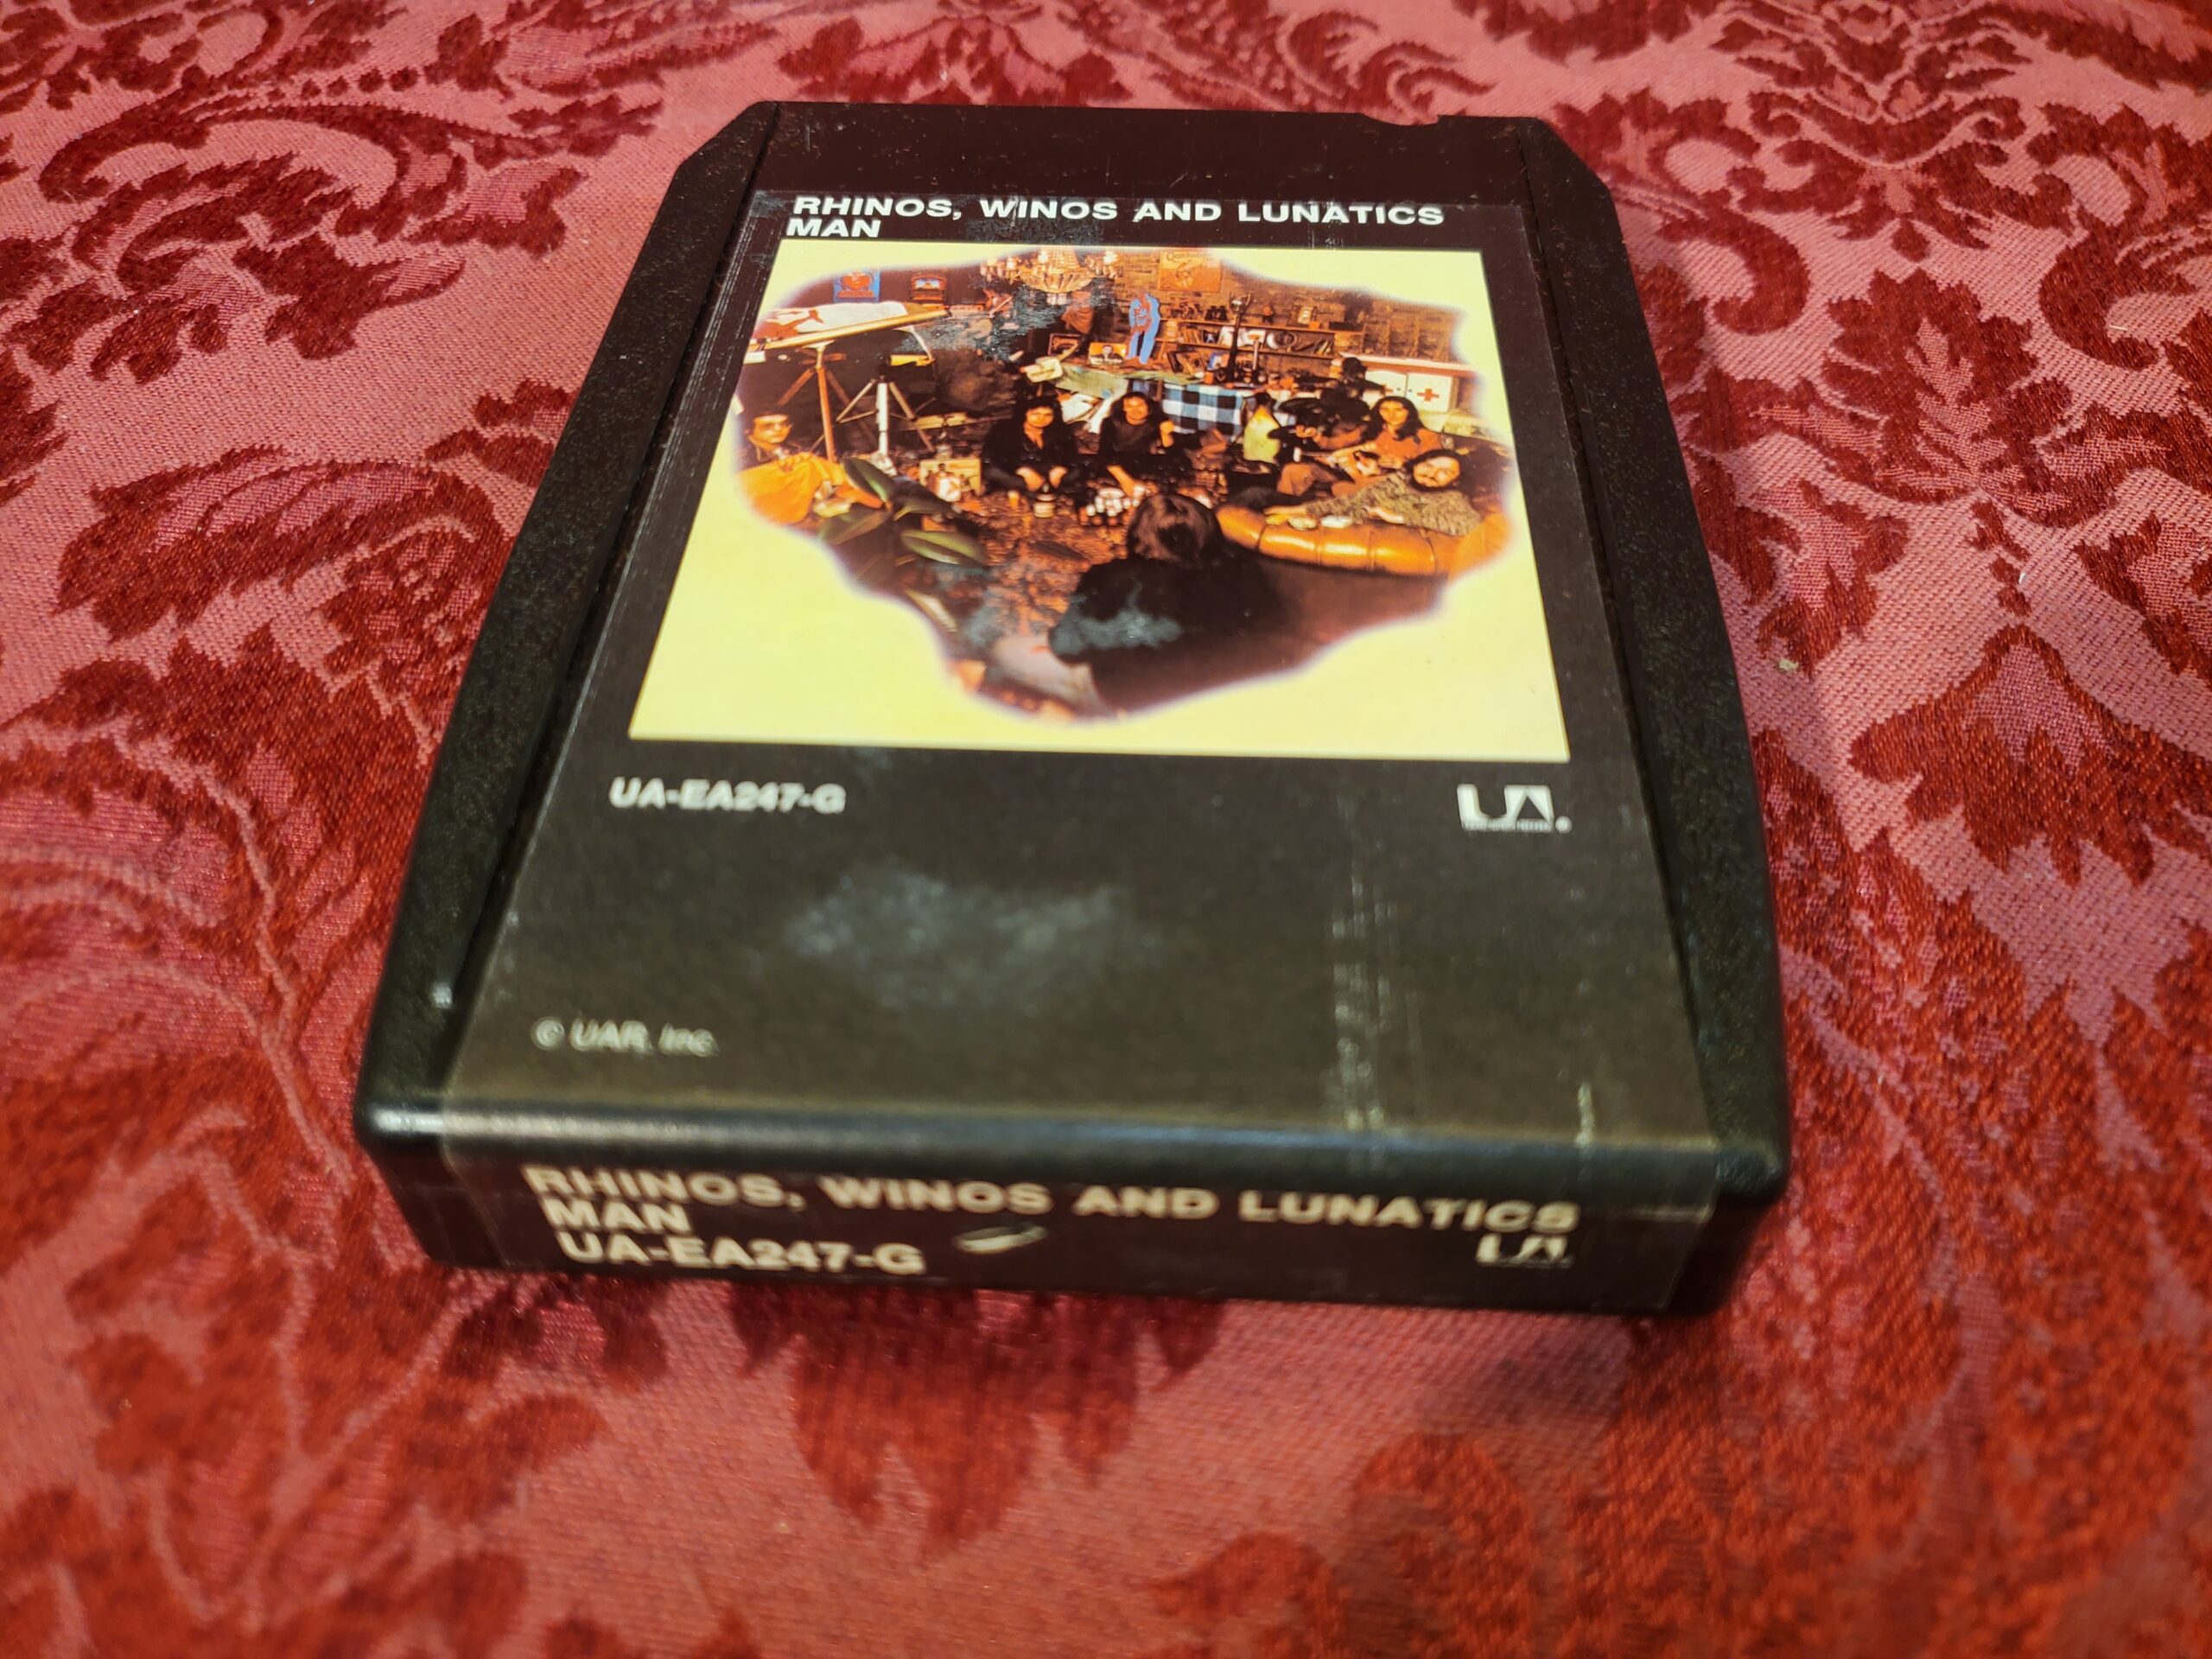 RHINOS, WINOS AND LUNATICS
MAN
UA-EA247-G
UA®
© UAR, Inc.
RHINOS, WINOS AND LUNATICS
MAN
UA-EA247-G
UA